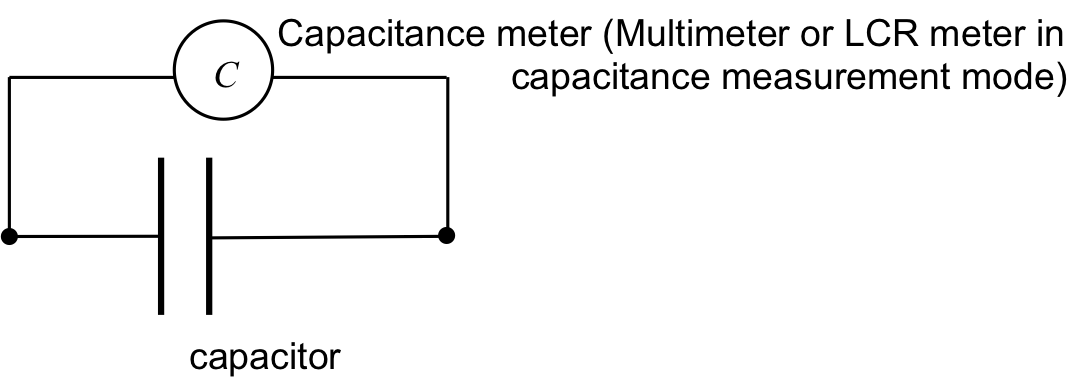 Capacitance meter (Multimeter or LCR meter in
capacitance measurement mode)
C
capacitor